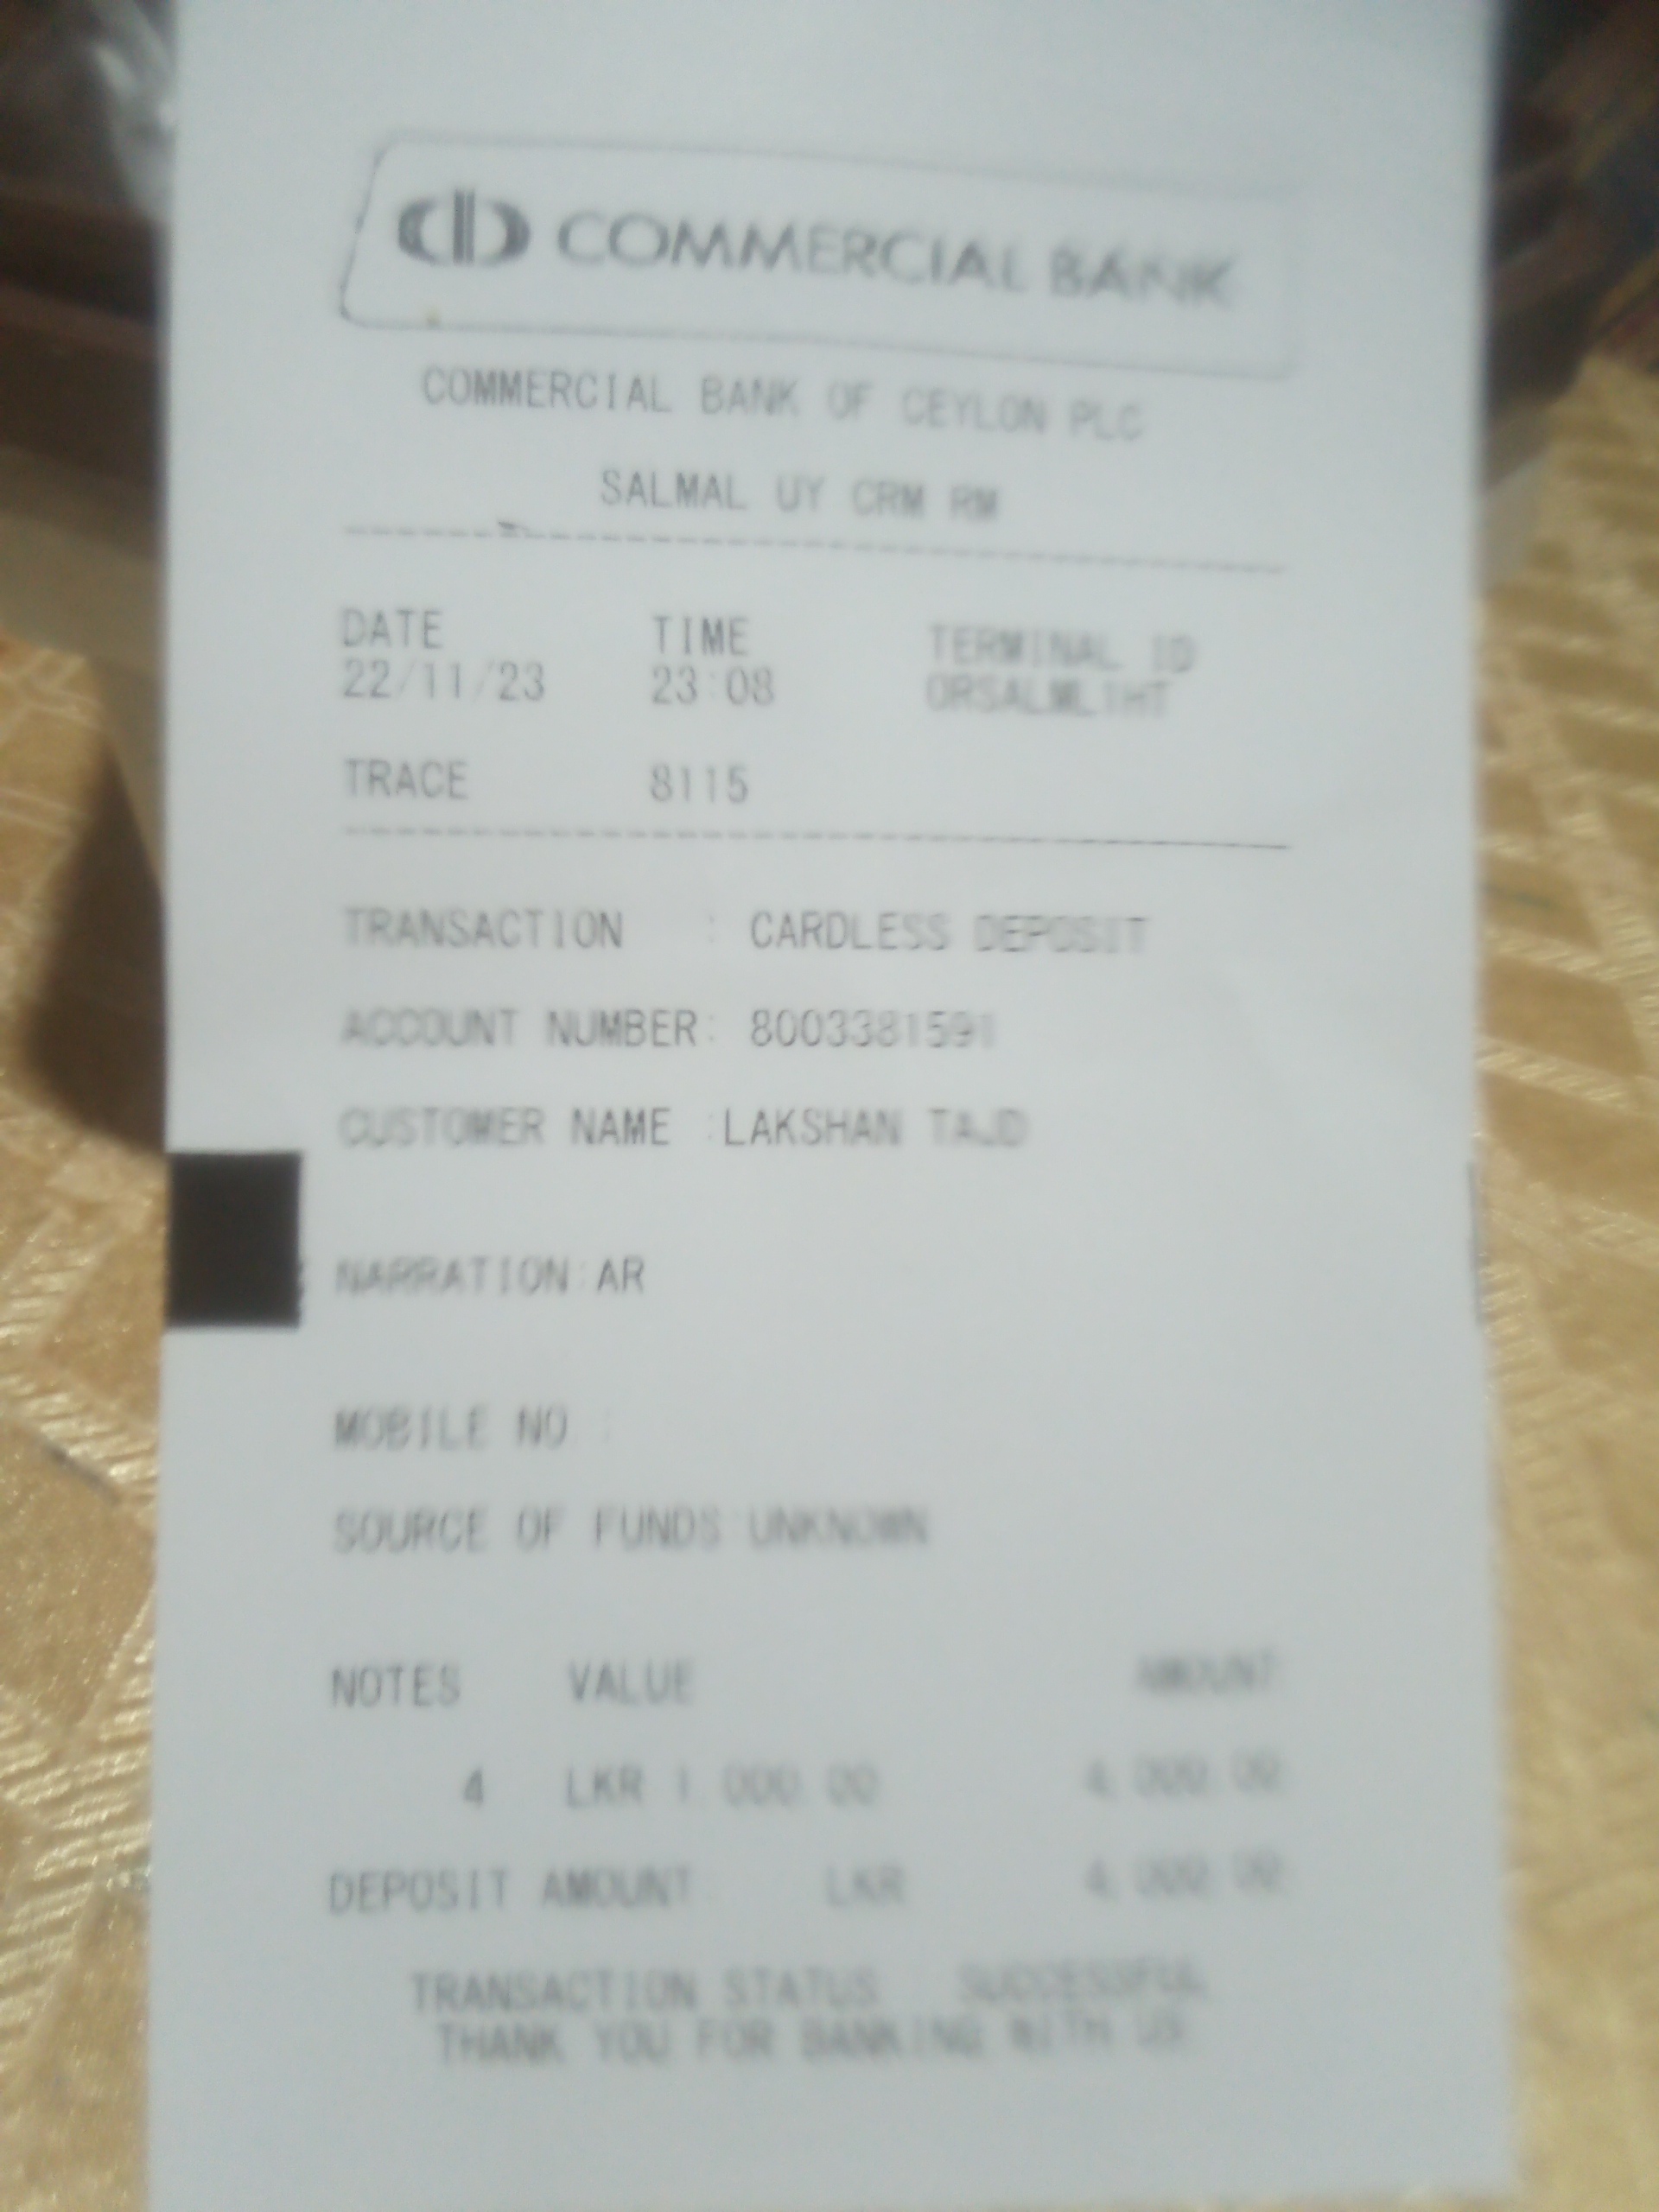 COMMERCIAL BANK
COMMERCIAL BANK OF CEYLON PLC
SALMAL UY CRM RM
DATE TIME TERMINAL ID
22/11/23 23:08 ORSALML1HT
TRACE 8115
TRANSACTION : CARDLESS DEPOSIT
ACCOUNT NUMBER: 8003381591
CUSTOMER NAME :LAKSHAN TAJD
NARRATION:AR
MOBILE NO :
SOURCE OF FUNDS:UNKNOWN
NOTES VALUE AMOUNT
4 LKR 1,000.00 4,000.00
DEPOSIT AMOUNT LKR 4,000.00
TRANSACTION STATUS SUCCESSFUL
THANK YOU FOR BANKING WITH US